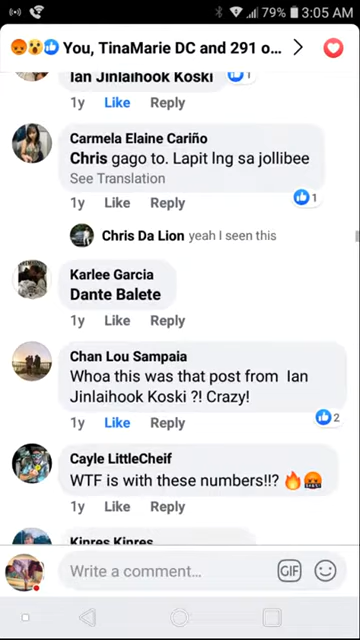 79% 3:05 AM
You, TinaMarie DC and 291 o...
Ian Jinlaihook Koski
1
1y Like Reply
Carmela Elaine Cariño
Chris gago to. Lapit lng sa jollibee
See Translation
1
1y Like Reply
Chris Da Lion yeah I seen this
Karlee Garcia
Dante Balete
1y Like Reply
Chan Lou Sampaia
Whoa this was that post from Ian
Jinlaihook Koski ?! Crazy!
2
1y Like Reply
Cayle LittleCheif
WTF is with these numbers!!? 🔥🤬
1y Like Reply
Kinres Kinres
Write a comment...
GIF